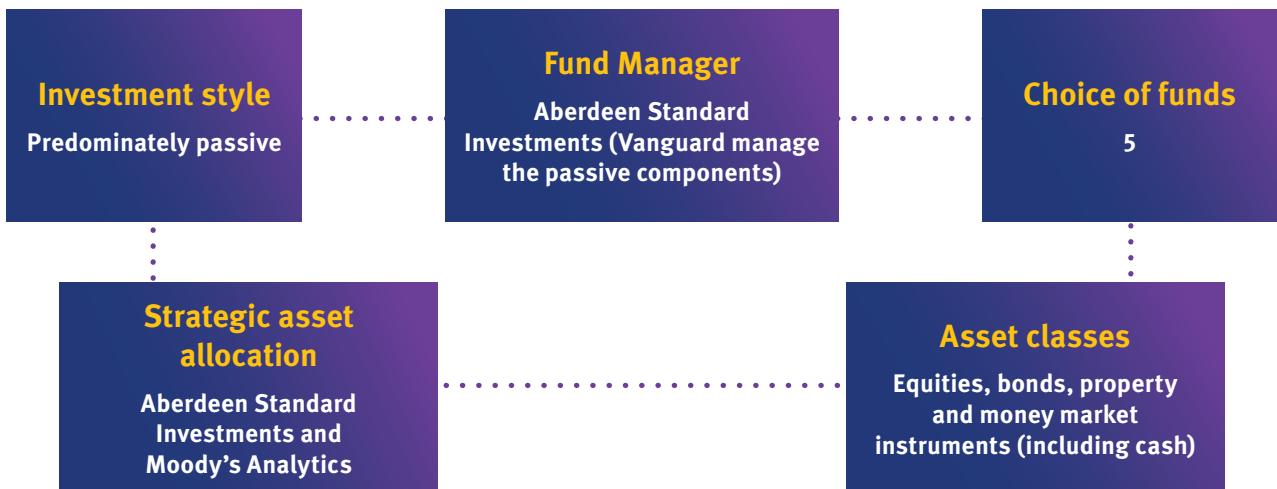 Investment style
Predominately passive
Fund Manager
Aberdeen Standard
Investments (Vanguard manage
the passive components)
Choice of funds
5
Strategic asset
allocation
Aberdeen Standard
Investments and
Moody’s Analytics
Asset classes
Equities, bonds, property
and money market
instruments (including cash)